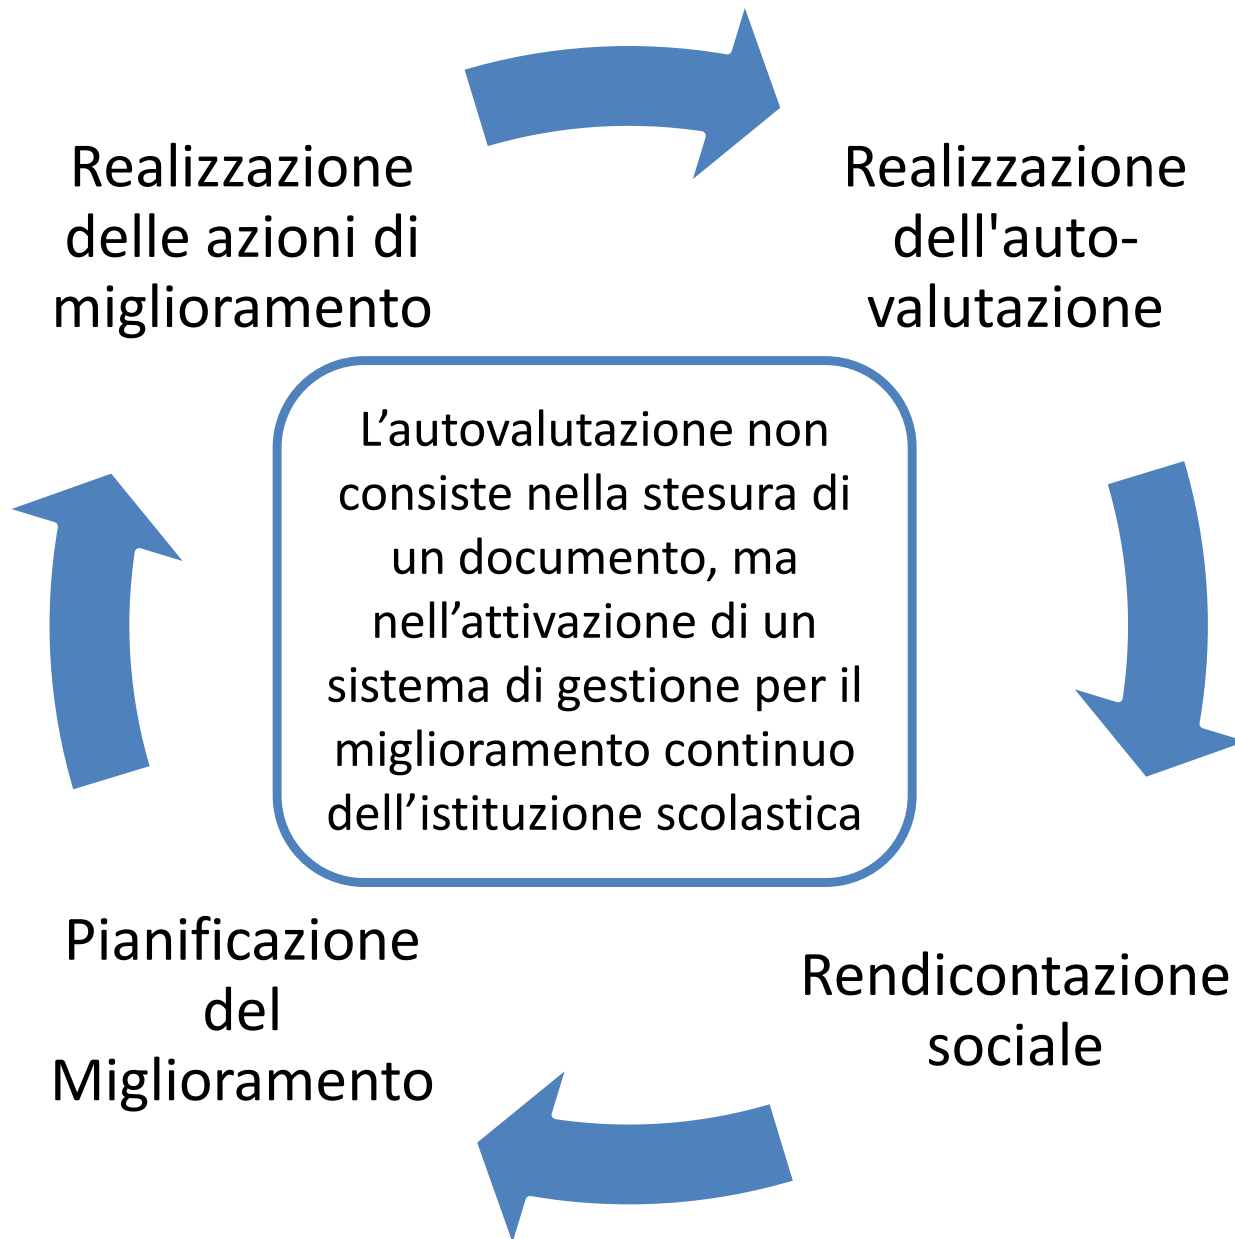 Realizzazione
delle azioni di
miglioramento
Realizzazione
dell'auto-
valutazione
L’autovalutazione non
consiste nella stesura di
un documento, ma
nell’attivazione di un
sistema di gestione per il
miglioramento continuo
dell’istituzione scolastica
Pianificazione
del
Miglioramento
Rendicontazione
sociale